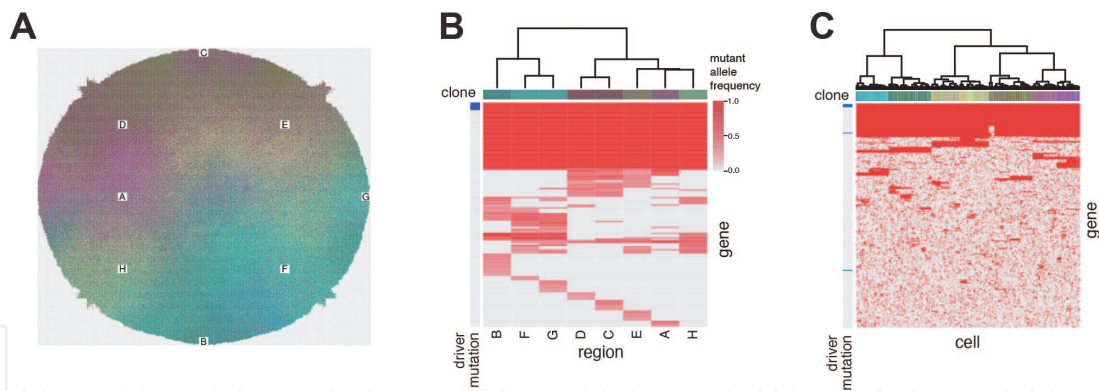 A
C
D
E
A
G
H
F
B
B
mutant
allele
frequency
clone
1.0
0.5
0.0
gene
driver
mutation
B F G D C E A H
region
C
clone
gene
driver
mutation
cell